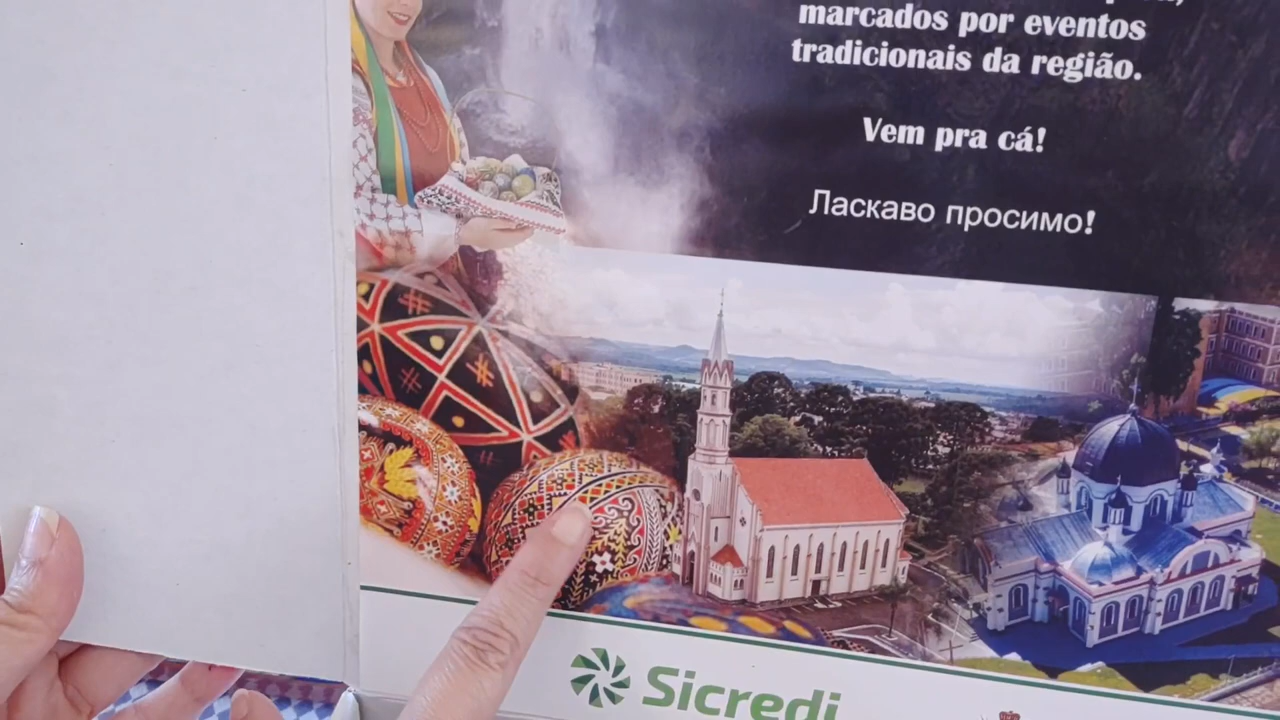 marcados por eventos
tradicionais da região.
Vem pra cá!
Ласкаво просимо!
Sicredi